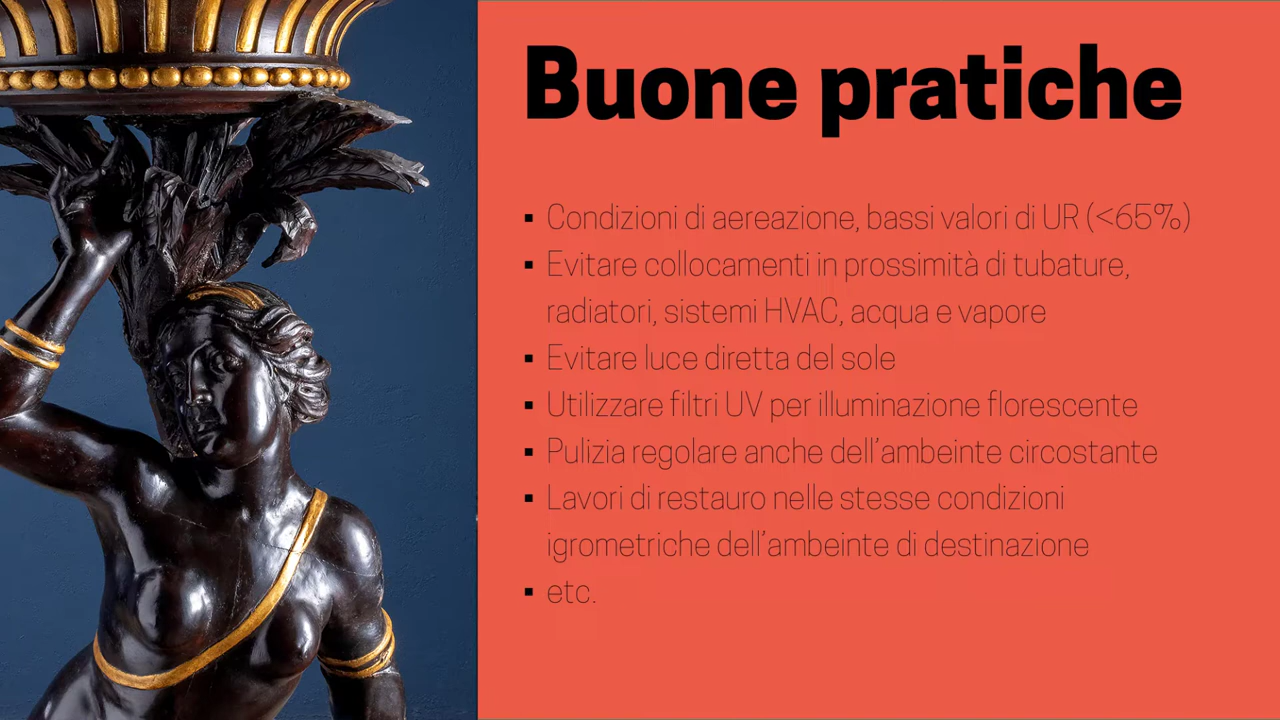 Buone pratiche
▪ Condizioni di aereazione, bassi valori di UR (<65%)
▪ Evitare collocamenti in prossimità di tubature,
radiatori, sistemi HVAC, acqua e vapore
▪ Evitare luce diretta del sole
▪ Utilizzare filtri UV per illuminazione florescente
▪ Pulizia regolare anche dell’ambeinte circostante
▪ Lavori di restauro nelle stesse condizioni
igrometriche dell’ambeinte di destinazione
▪ etc.